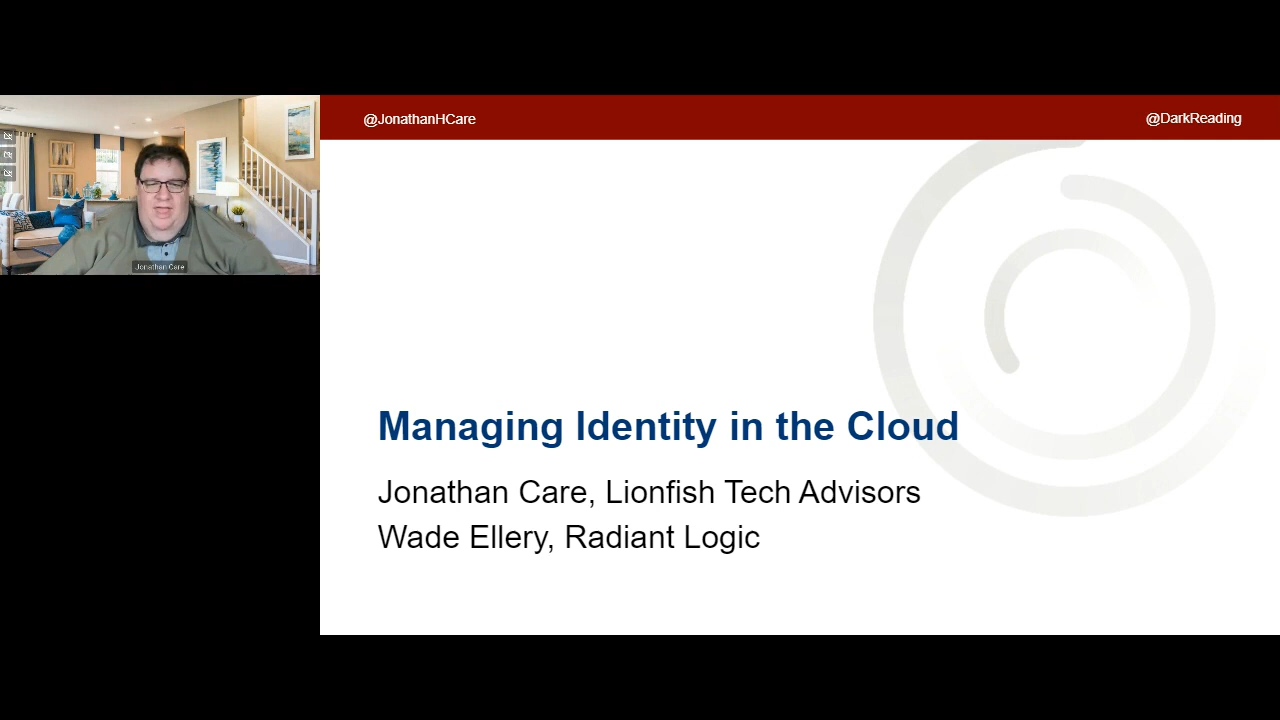 @JonathanHCare
@DarkReading
Jonathan Care
Managing Identity in the Cloud
Jonathan Care, Lionfish Tech Advisors
Wade Ellery, Radiant Logic